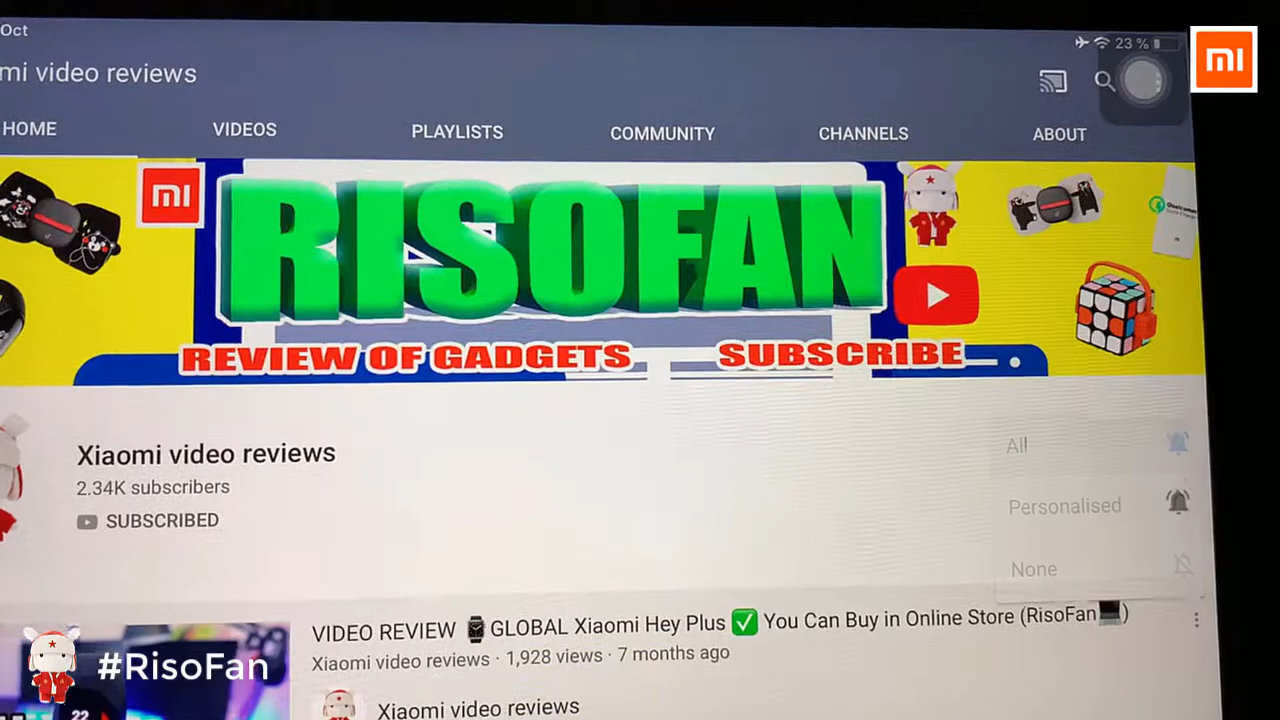 Oct
23 %
mi video reviews
HOME
VIDEOS
PLAYLISTS
COMMUNITY
CHANNELS
ABOUT
RISOFAN
REVIEW OF GADGETS
SUBSCRIBE
Xiaomi video reviews
2.34K subscribers
SUBSCRIBED
All
Personalised
None
VIDEO REVIEW ⌚GLOBAL Xiaomi Hey Plus ✅ You Can Buy in Online Store (RisoFan💻)
Xiaomi video reviews · 1,928 views · 7 months ago
Xiaomi video reviews
#RisoFan
22